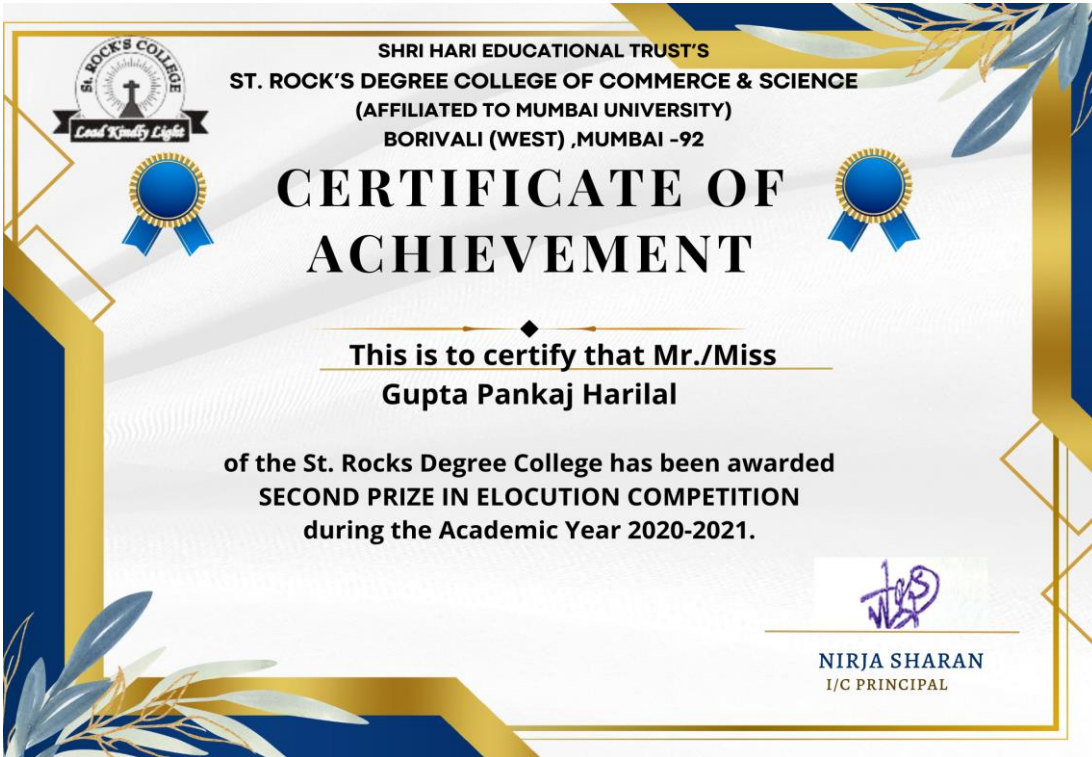 St. ROCK'S COLLEGE
Lead Kindly Light
SHRI HARI EDUCATIONAL TRUST'S
ST. ROCK'S DEGREE COLLEGE OF COMMERCE & SCIENCE
(AFFILIATED TO MUMBAI UNIVERSITY)
BORIVALI (WEST) ,MUMBAI -92
CERTIFICATE OF
ACHIEVEMENT
This is to certify that Mr./Miss
Gupta Pankaj Harilal
of the St. Rocks Degree College has been awarded
SECOND PRIZE IN ELOCUTION COMPETITION
during the Academic Year 2020-2021.
NIRJA SHARAN
I/C PRINCIPAL